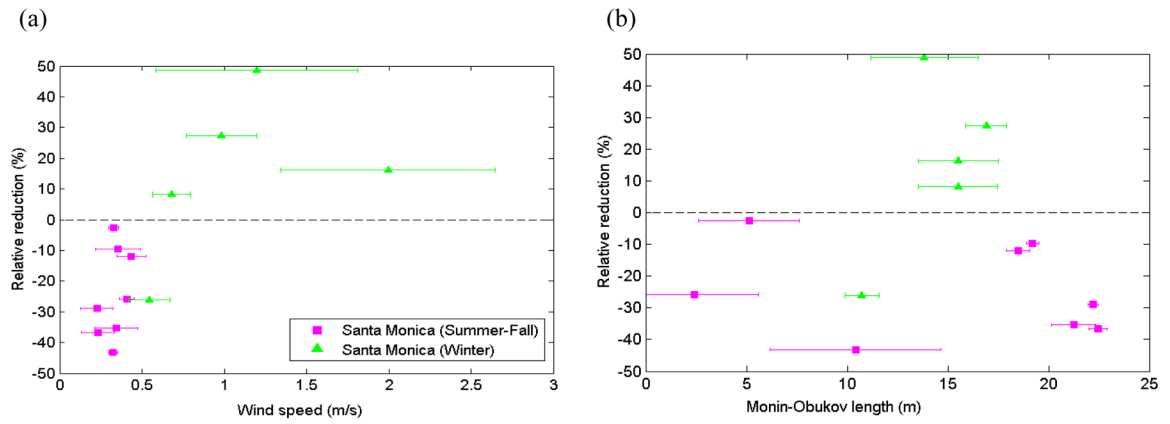 (a)
50
40
30
20
10
0
-10
-20
-30
-40
-50
Relative reduction (%)
Santa Monica (Summer-Fall)
Santa Monica (Winter)
0 0.5 1 1.5 2 2.5 3
Wind speed (m/s)
(b)
50
40
30
20
10
0
-10
-20
-30
-40
-50
Relative reduction (%)
0 5 10 15 20 25
Monin-Obukov length (m)